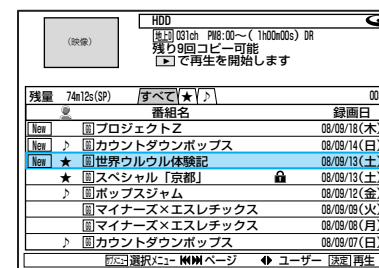 HDD
(映像)
地上D 031ch PM8:00～( 1h00m00s) DR
残り9回コピー可能
▶で再生を開始します
残量 74m12s(SP) すべて ★ ♪ 00
番組名 録画日
New プロジェクトZ 08/09/18(木)
New ♪ カウントダウンポップス 08/09/14(日)
New ★ 世界ウルウル体験記 08/09/13(土)
★ スペシャル「京都」 08/09/13(土)
♪ ポップスジャム 08/09/12(金
マイナーズ×エスレチックス 08/09/09(火)
マイナーズ×エスレチックス 08/09/08(月)
♪ カウントダウンポップス 08/09/07(日)
選択メニュー ⏮⏭ページ ◀▶ ユーザー 決定 再生